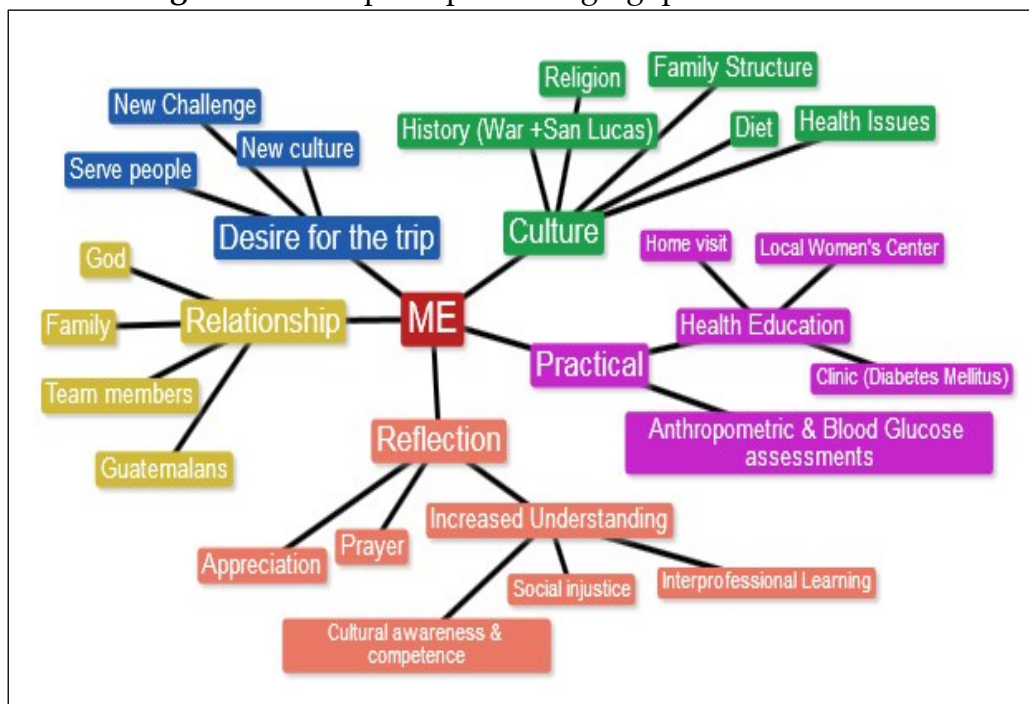 New Challenge
New culture
Serve people
Desire for the trip
Religion
Family Structure
History (War +San Lucas)
Diet
Health Issues
Culture
God
Family
Relationship
Team members
Guatemalans
ME
Home visit
Local Women's Center
Health Education
Practical
Clinic (Diabetes Mellitus)
Anthropometric & Blood Glucose
assessments
Reflection
Appreciation
Prayer
Increased Understanding
Social injustice
Interprofessional Learning
Cultural awareness &
competence